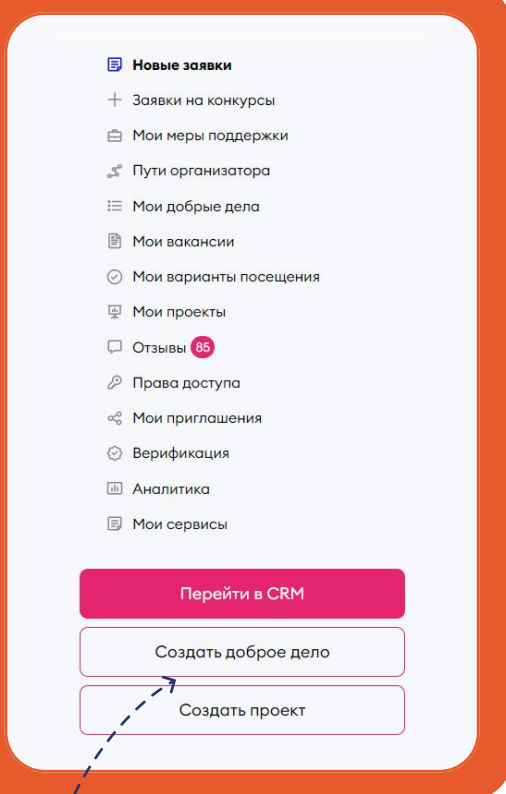 Новые заявки
Заявки на конкурсы
Мои меры поддержки
Пути организатора
Мои добрые дела
Мои вакансии
Мои варианты посещения
Мои проекты
Отзывы 85
Права доступа
Мои приглашения
Верификация
Аналитика
Мои сервисы
Перейти в CRM
Создать доброе дело
Создать проект